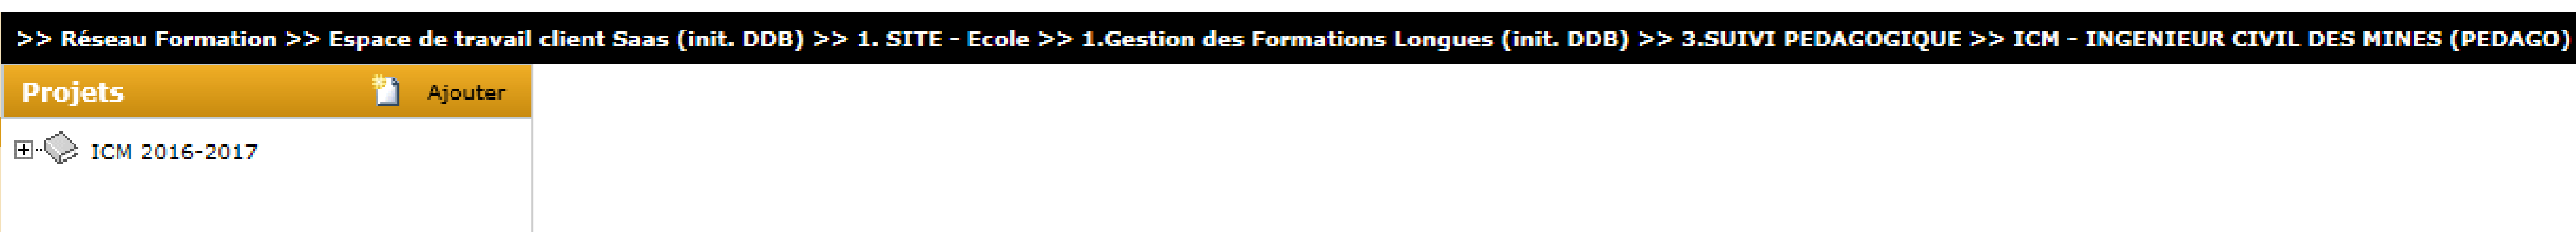 >> Réseau Formation >> Espace de travail client Saas (init. DDB) >> 1. SITE - Ecole >> 1.Gestion des Formations Longues (init. DDB) >> 3.SUIVI PEDAGOGIQUE >> ICM - INGENIEUR CIVIL DES MINES (PEDAGO)
Projets Ajouter
ICM 2016-2017